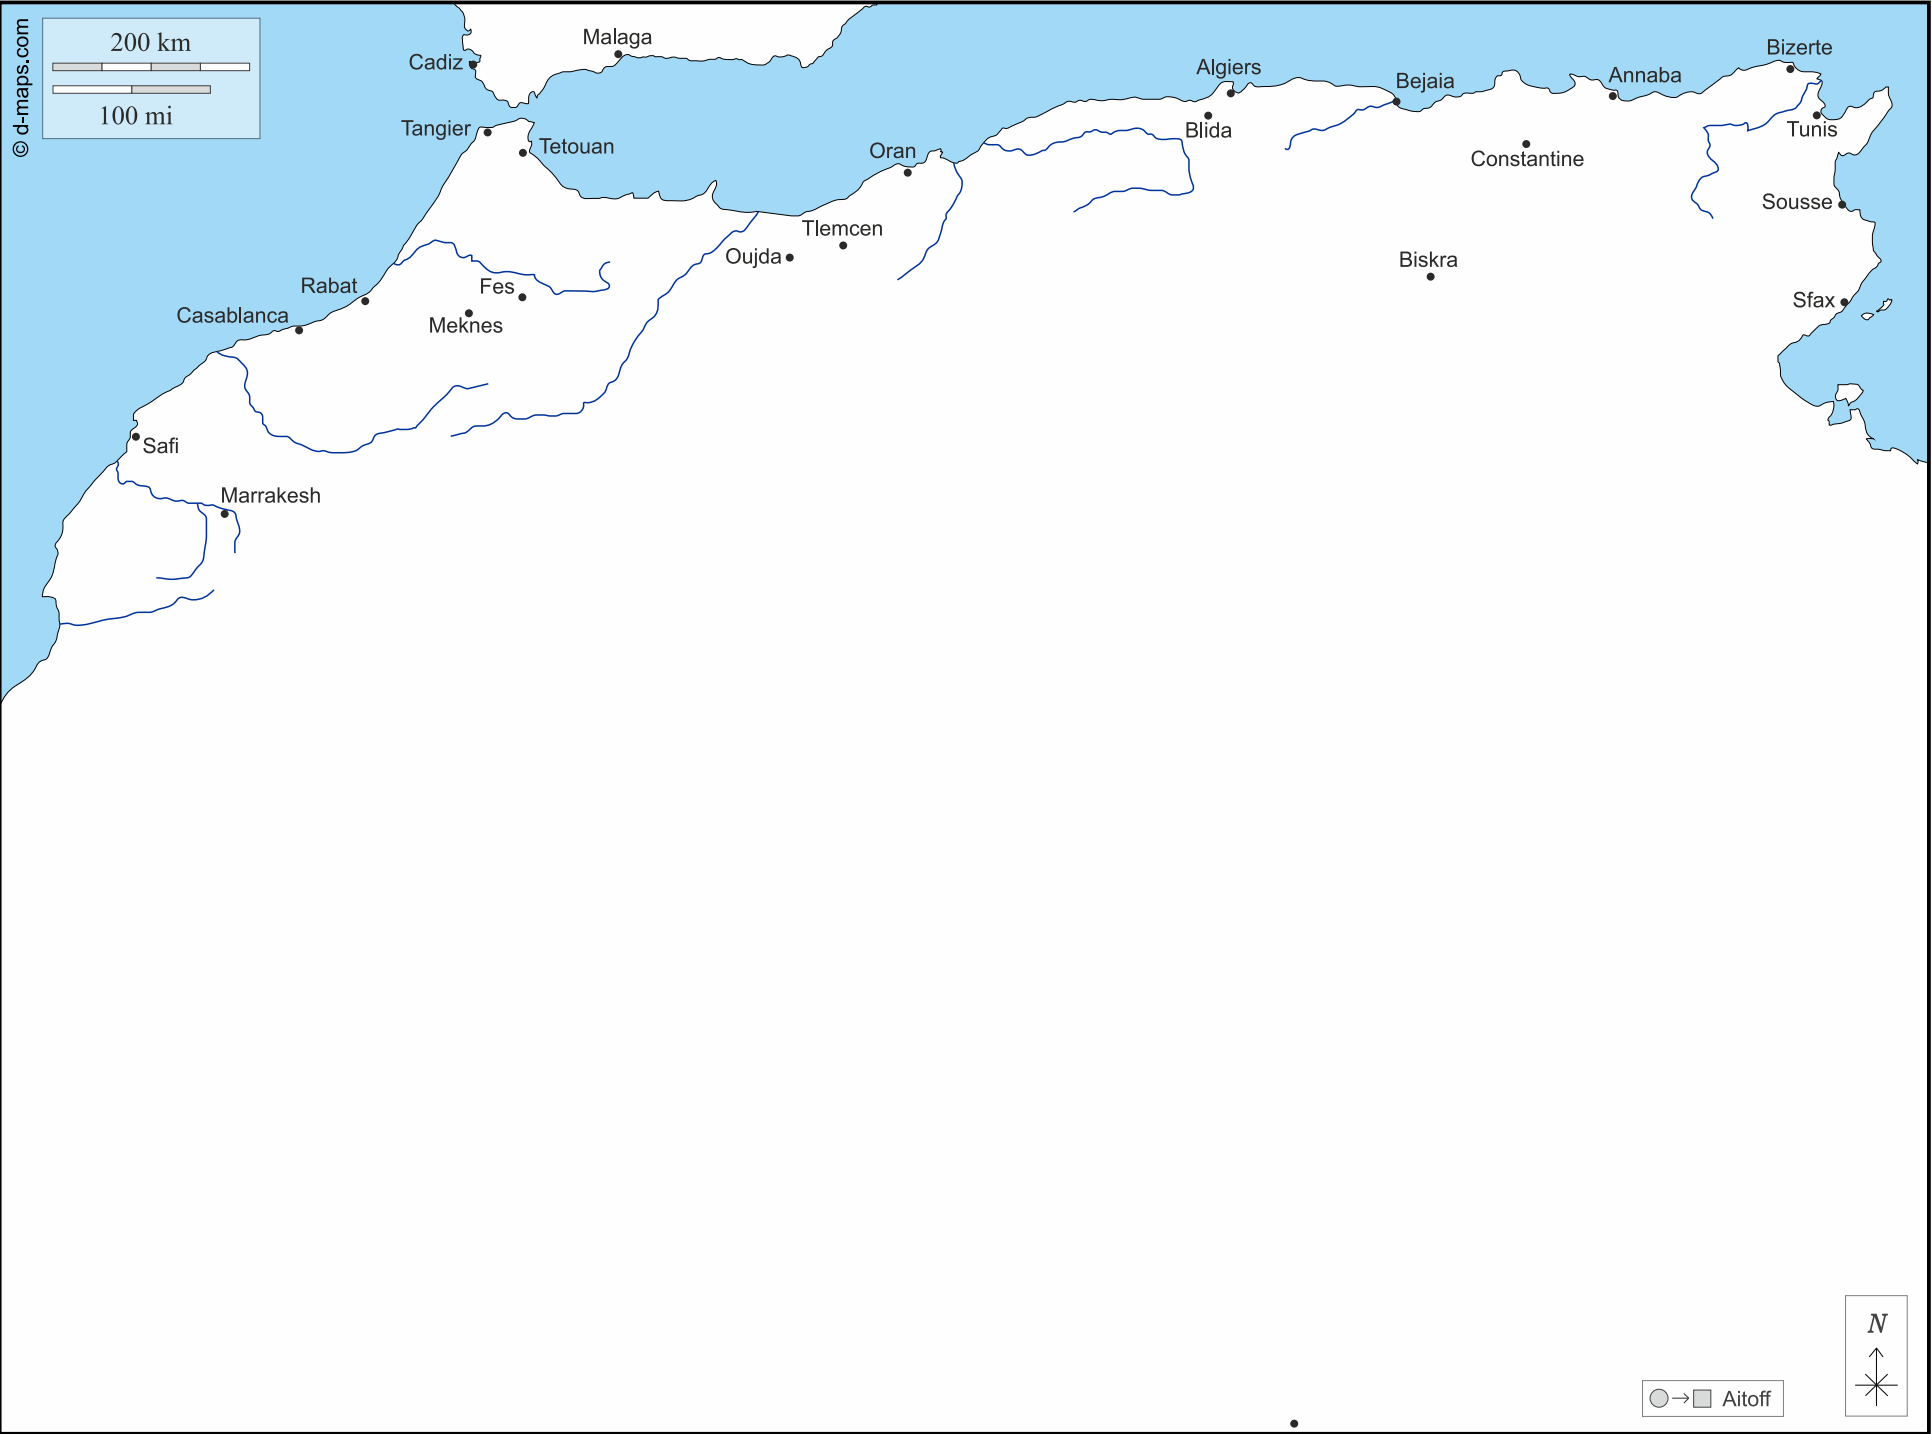 © d-maps.com
200 km
100 mi
Malaga
Cadiz
Bizerte
Algiers
Annaba
Bejaia
Tangier
Tetouan
Blida
Tunis
Oran
Constantine
Sousse
Tlemcen
Oujda
Biskra
Rabat
Fes
Sfax
Casablanca
Meknes
Safi
Marrakesh
N
Aitoff